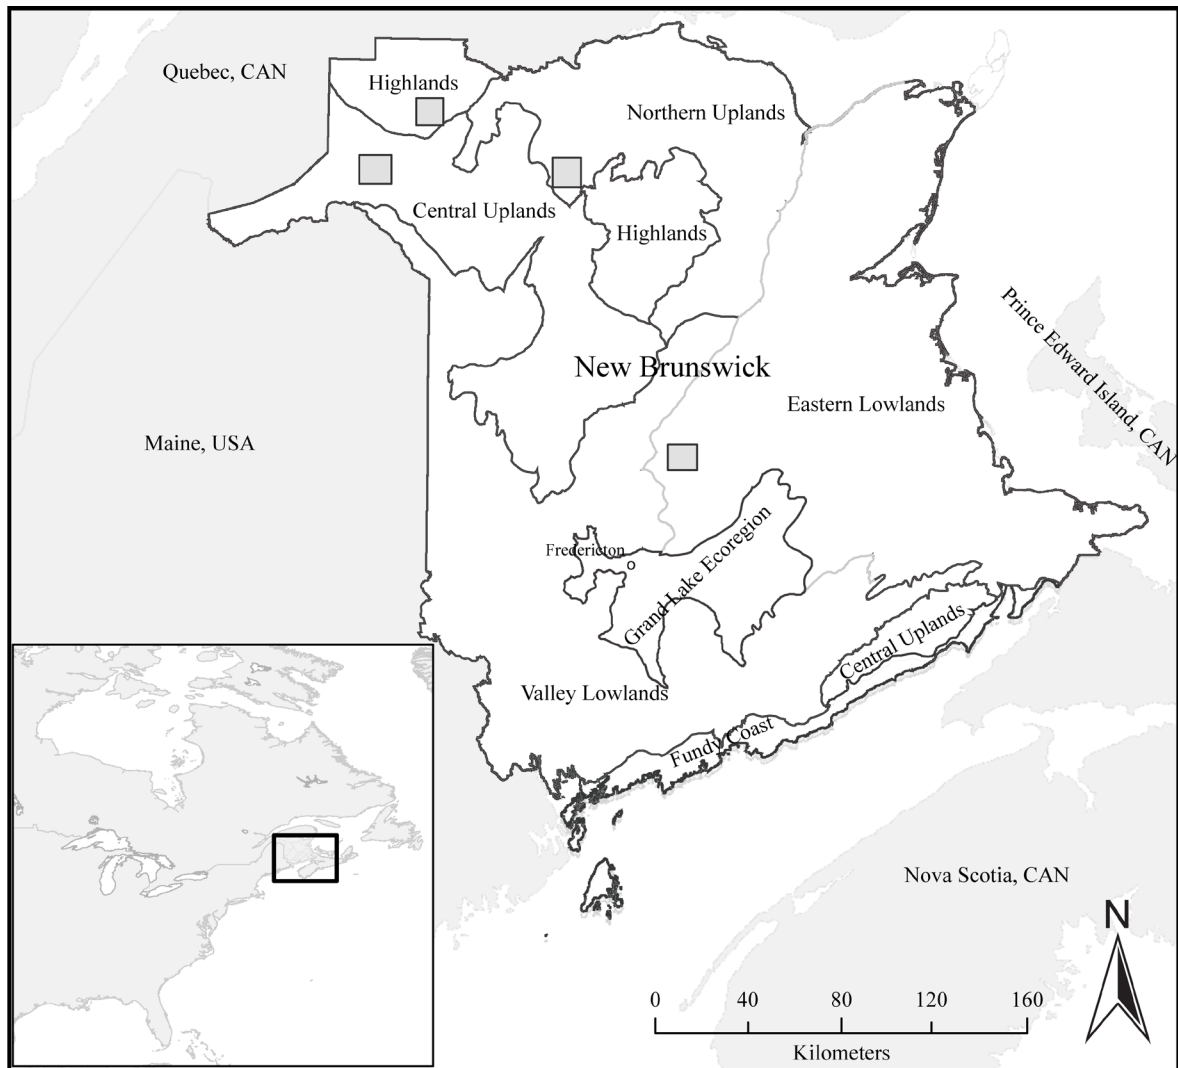 Quebec, CAN
Highlands
Northern Uplands
Central Uplands
Highlands
Prince Edward Island, CAN
New Brunswick
Eastern Lowlands
Maine, USA
Fredericton
Grand Lake Ecoregion
Central Uplands
Valley Lowlands
Fundy Coast
Nova Scotia, CAN
N
0 40 80 120 160
Kilometers